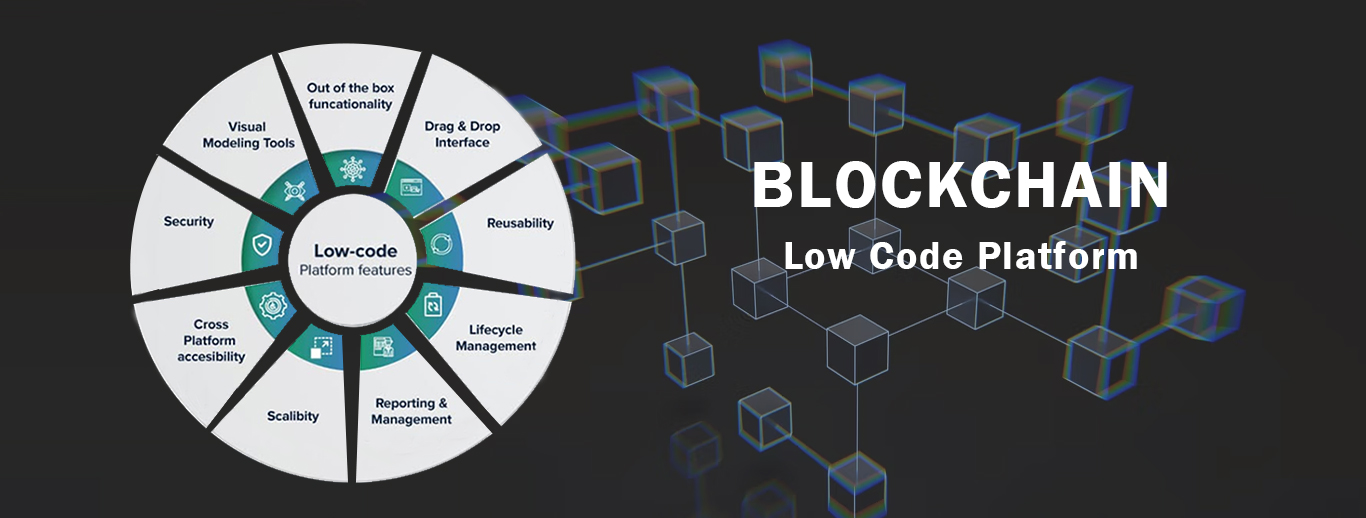 Out of the box
funcationality
Drag & Drop
Interface
Reusability
Lifecycle
Management
Reporting &
Management
Scalibity
Cross
Platform
accesibility
Security
Visual
Modeling Tools
Low-code
Platform features
BLOCKCHAIN
Low Code Platform